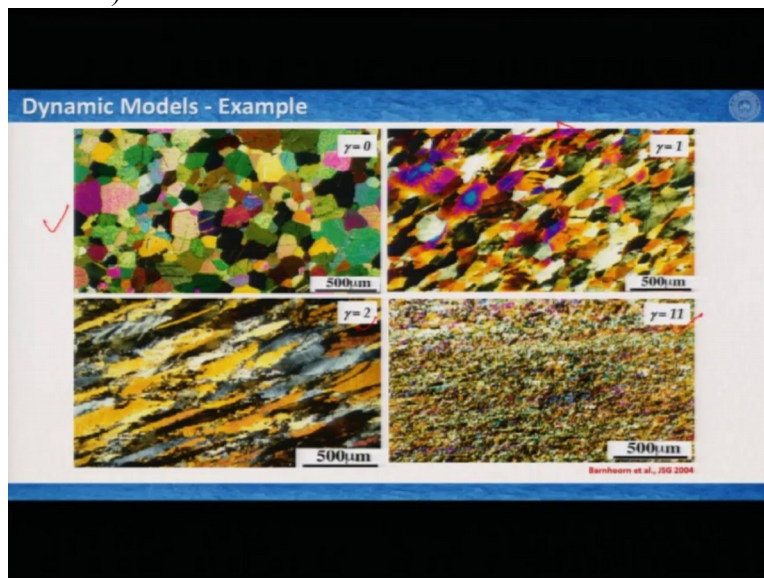 )
Dynamic Models - Example
γ= 0
500μm
γ= 1
500μm
γ= 2
500μm
γ= 11
500μm
Barnhoorn et al., JSG 2004